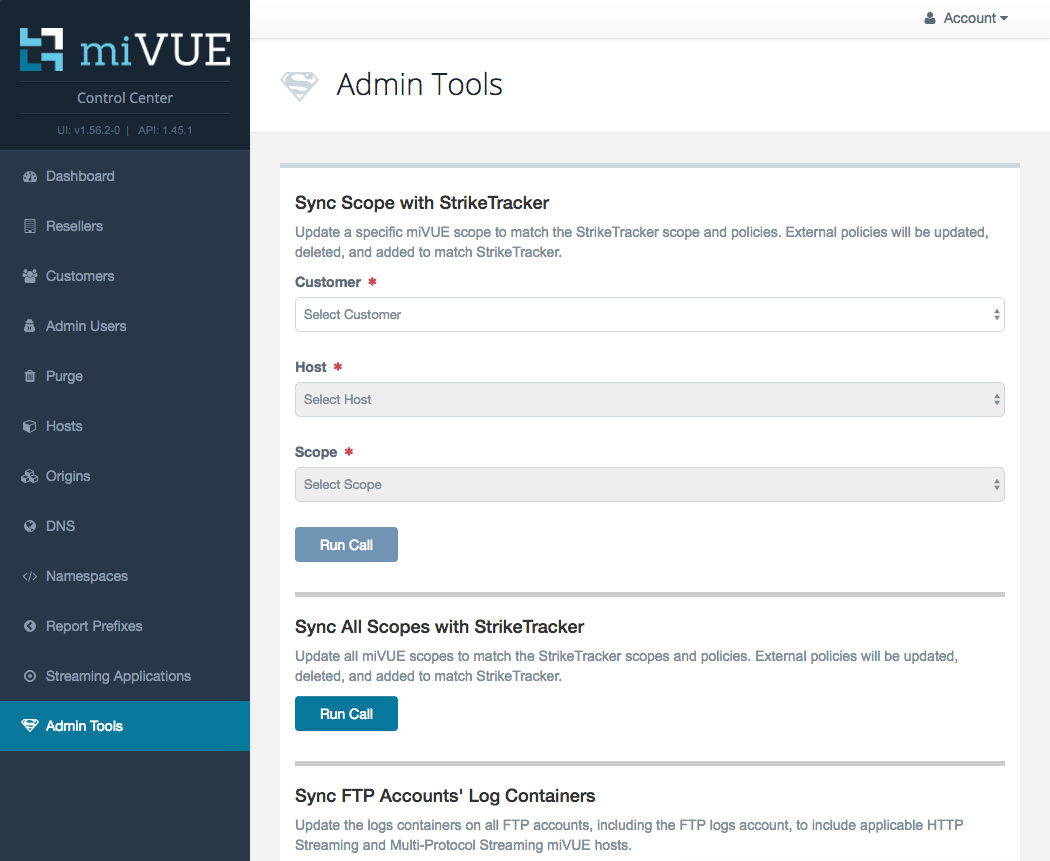 miVUE
Control Center
UI: v1.56.2-0 | API: 1.45.1
Dashboard
Resellers
Customers
Admin Users
Purge
Hosts
Origins
DNS
Namespaces
Report Prefixes
Streaming Applications
Admin Tools
Account
Admin Tools
Sync Scope with StrikeTracker
Update a specific miVUE scope to match the StrikeTracker scope and policies. External policies will be updated,
deleted, and added to match StrikeTracker.
Customer *
Select Customer
Host *
Select Host
Scope *
Select Scope
Run Call
Sync All Scopes with StrikeTracker
Update all miVUE scopes to match the StrikeTracker scopes and policies. External policies will be updated,
deleted, and added to match StrikeTracker.
Run Call
Sync FTP Accounts' Log Containers
Update the logs containers on all FTP accounts, including the FTP logs account, to include applicable HTTP
Streaming and Multi-Protocol Streaming miVUE hosts.